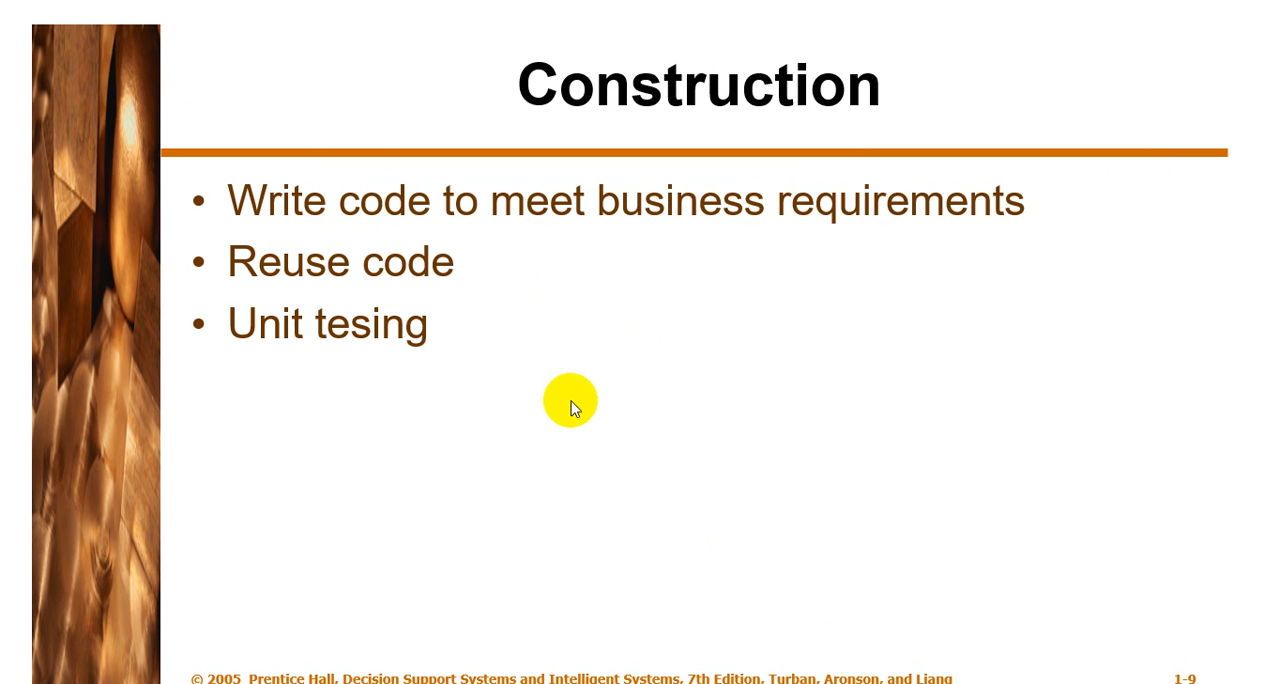 Construction
• Write code to meet business requirements
• Reuse code
• Unit tesing
© 2005 Prentice Hall, Decision Support Systems and Intelligent Systems, 7th Edition, Turban, Aronson, and Liang 1-9